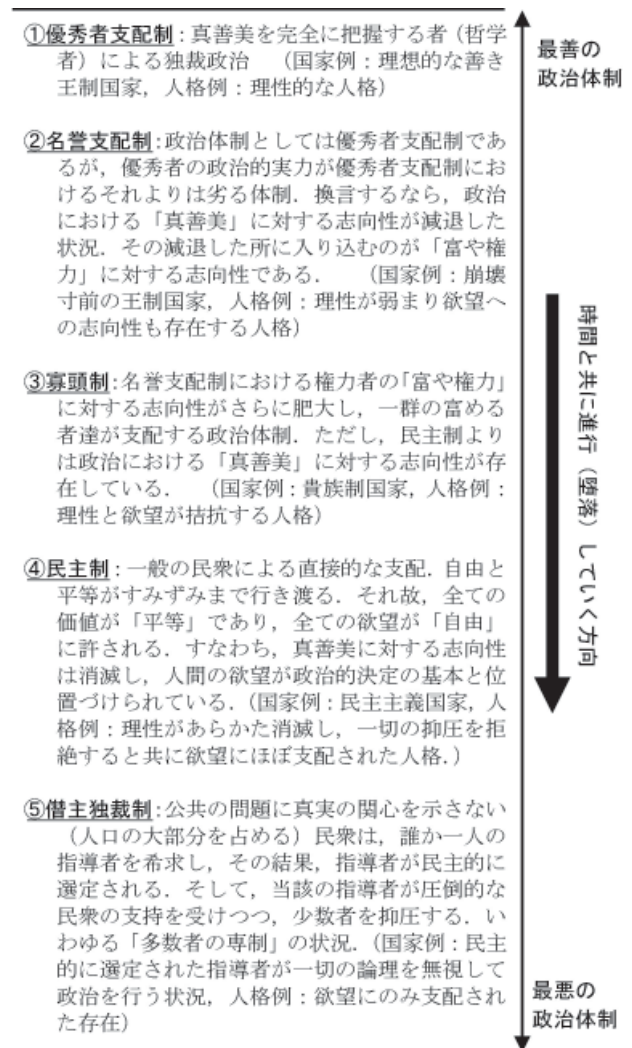 ①優秀者支配制：真善美を完全に把握する者（哲学
者）による独裁政治　（国家例：理想的な善き
王制国家，人格例：理性的な人格）
②名誉支配制：政治体制としては優秀者支配制であ
るが，優秀者の政治的実力が優秀者支配制にお
けるそれよりは劣る体制．換言するなら，政治
における「真善美」に対する志向性が減退した
状況．その減退した所に入り込むのが「富や権
力」に対する志向性である．　（国家例：崩壊
寸前の王制国家，人格例：理性が弱まり欲望へ
の志向性も存在する人格）
③寡頭制：名誉支配制における権力者の「富や権力」
に対する志向性がさらに肥大し，一群の富める
者達が支配する政治体制．ただし，民主制より
は政治における「真善美」に対する志向性が存
在している．　（国家例：貴族制国家，人格例：
理性と欲望が拮抗する人格）
④民主制：一般の民衆による直接的な支配．自由と
平等がすみずみまで行き渡る．それ故，全ての
価値が「平等」であり，全ての欲望が「自由」
に許される．すなわち，真善美に対する志向性
は消滅し，人間の欲望が政治的決定の基本と位
置づけられている．（国家例：民主主義国家，人
格例：理性があらかた消滅し，一切の抑圧を拒
絶すると共に欲望にほぼ支配された人格．）
⑤僭主独裁制：公共の問題に真実の関心を示さない
（人口の大部分を占める）民衆は，誰か一人の
指導者を希求し，その結果，指導者が民主的に
選定される．そして，当該の指導者が圧倒的な
民衆の支持を受けつつ，少数者を抑圧する．い
わゆる「多数者の専制」の状況．（国家例：民主
的に選定された指導者が一切の論理を無視して
政治を行う状況，人格例：欲望にのみ支配され
た存在）
最善の
政治体制
時間と共に進行（堕落）していく方向
最悪の
政治体制